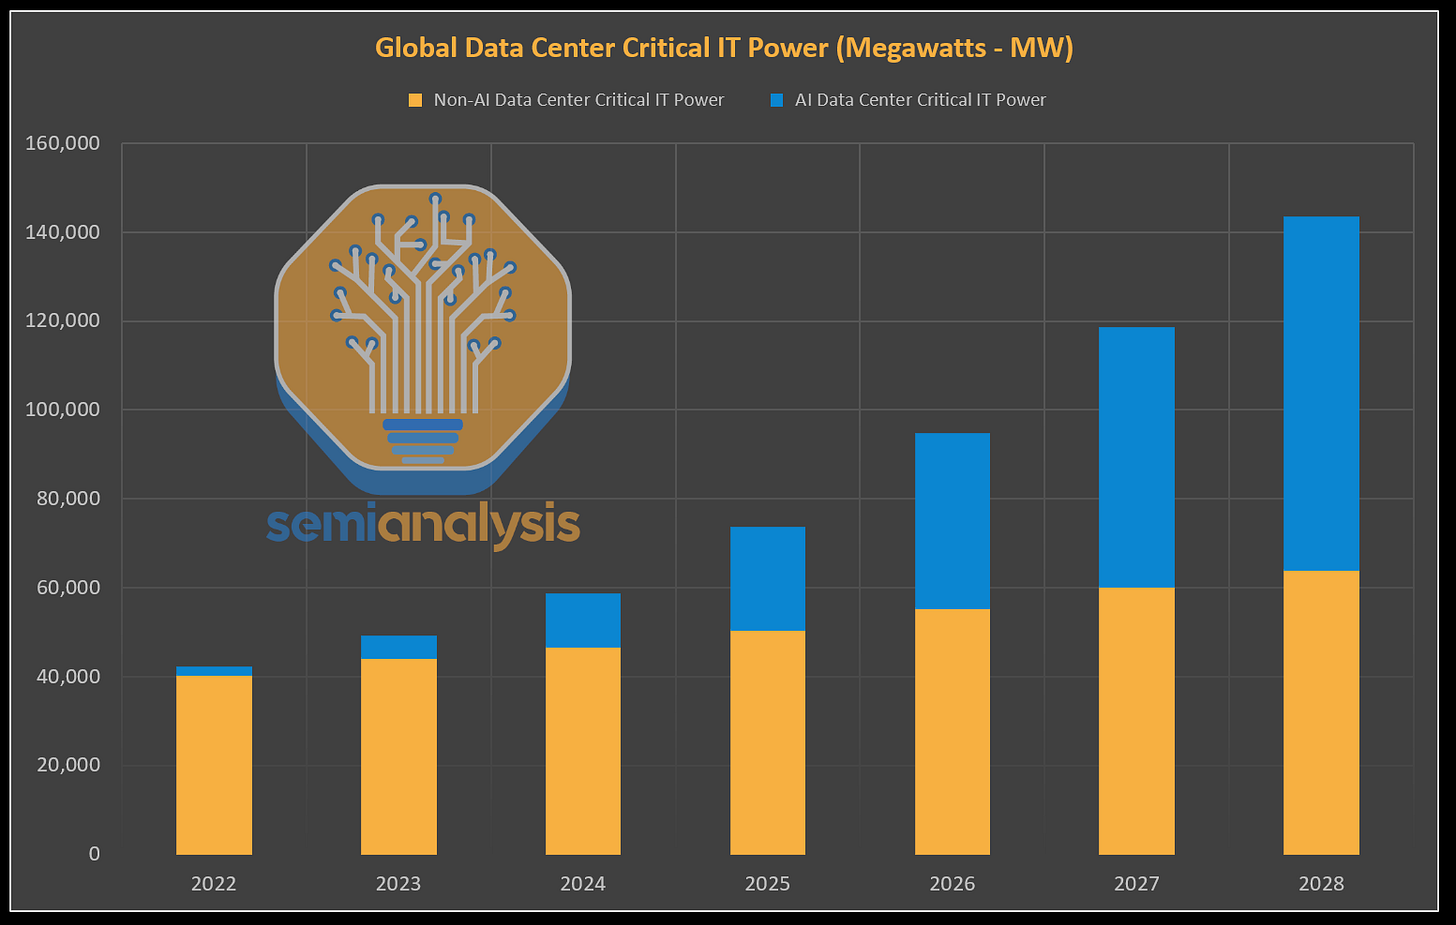 Global Data Center Critical IT Power (Megawatts - MW)
Non-AI Data Center Critical IT Power AI Data Center Critical IT Power
160,000
140,000
120,000
100,000
80,000
semianalysis
60,000
40,000
20,000
0
2022 2023 2024 2025 2026 2027 2028